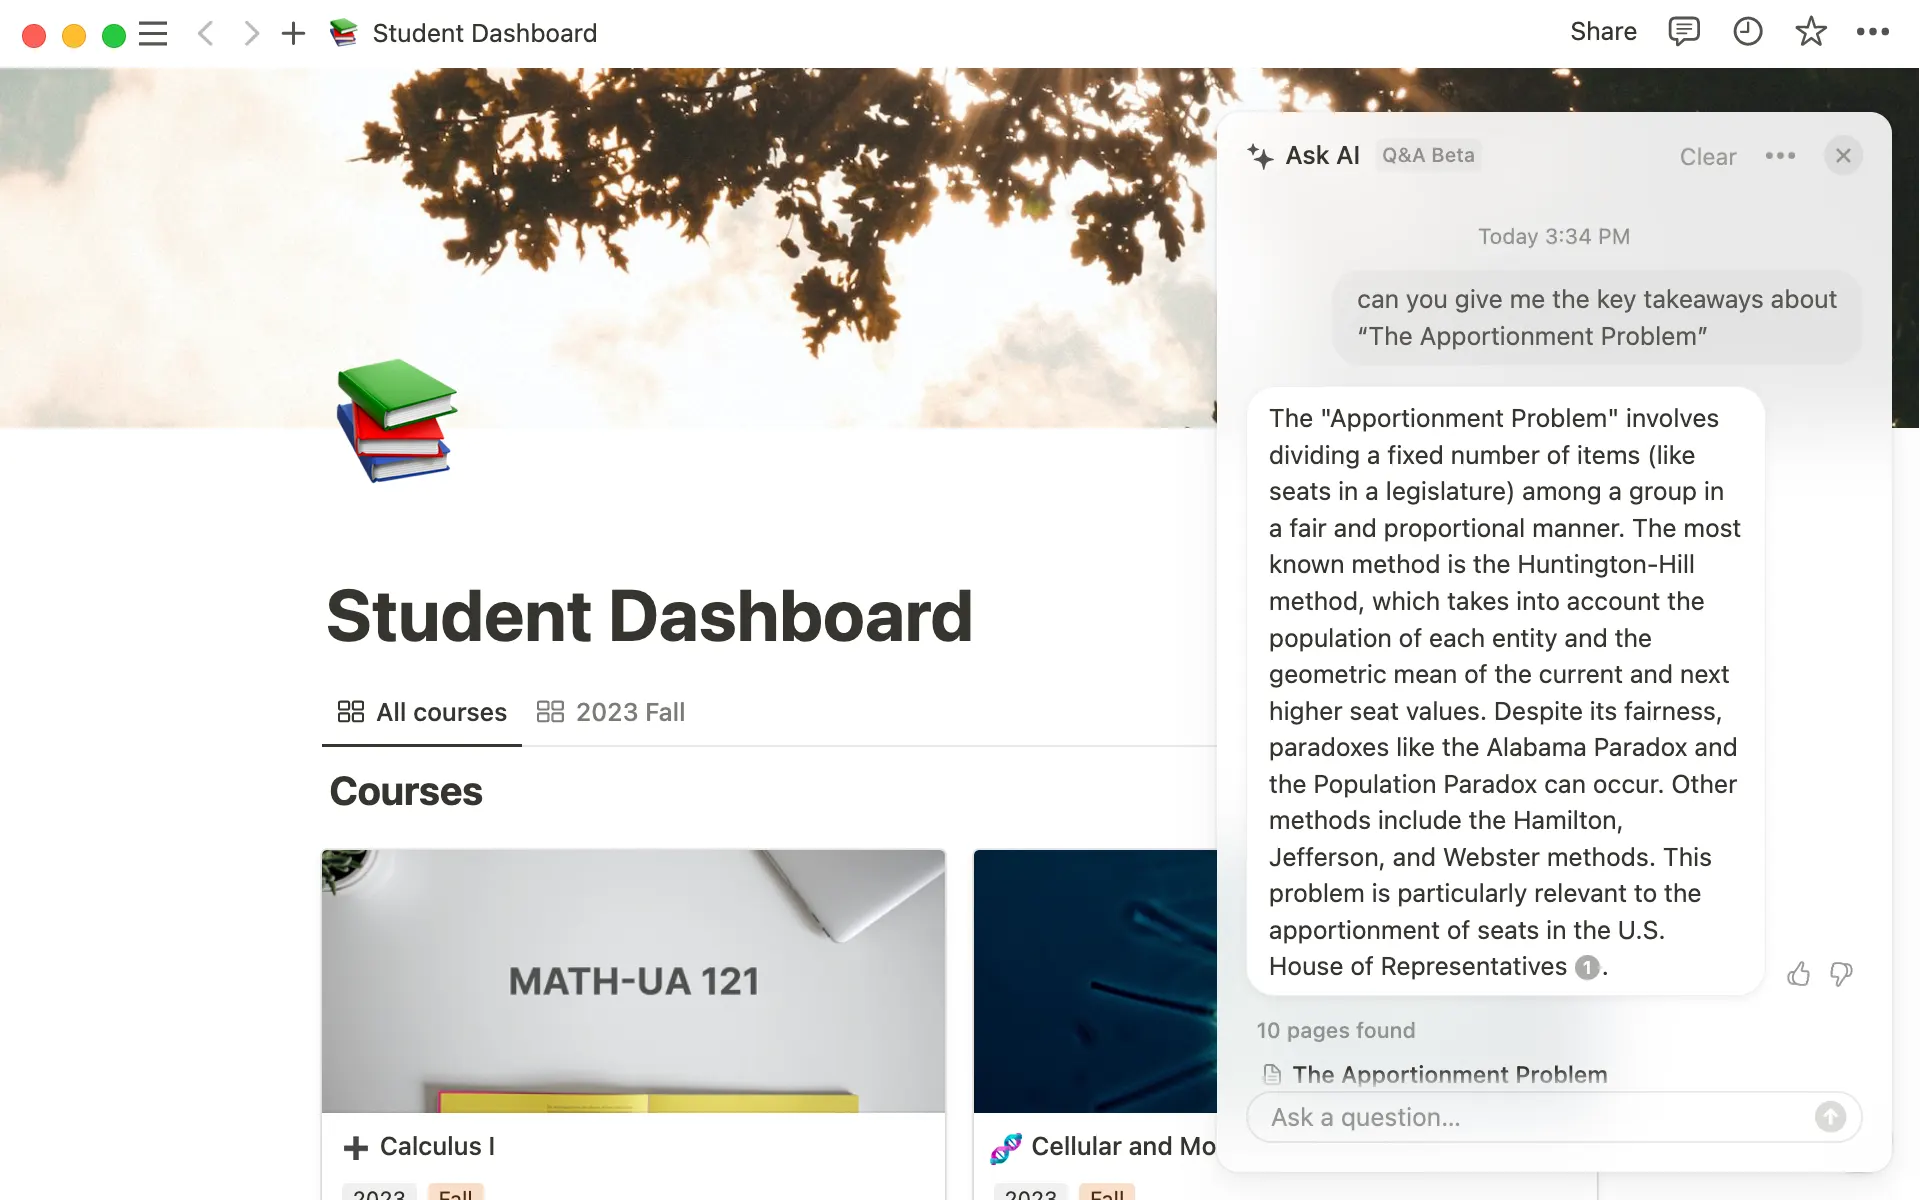 Student Dashboard
Share
Ask AI Q&A Beta
Clear
Today 3:34 PM
can you give me the key takeaways about
“The Apportionment Problem”
The "Apportionment Problem" involves
dividing a fixed number of items (like
seats in a legislature) among a group in
a fair and proportional manner. The most
known method is the Huntington-Hill
method, which takes into account the
population of each entity and the
geometric mean of the current and next
higher seat values. Despite its fairness,
paradoxes like the Alabama Paradox and
the Population Paradox can occur. Other
methods include the Hamilton,
Jefferson, and Webster methods. This
problem is particularly relevant to the
apportionment of seats in the U.S.
House of Representatives 1.
10 pages found
The Apportionment Problem
Ask a question...
Student Dashboard
All courses
2023 Fall
Courses
MATH-UA 121
Calculus I
2023 Fall
Cellular and Mo
2023 Fall